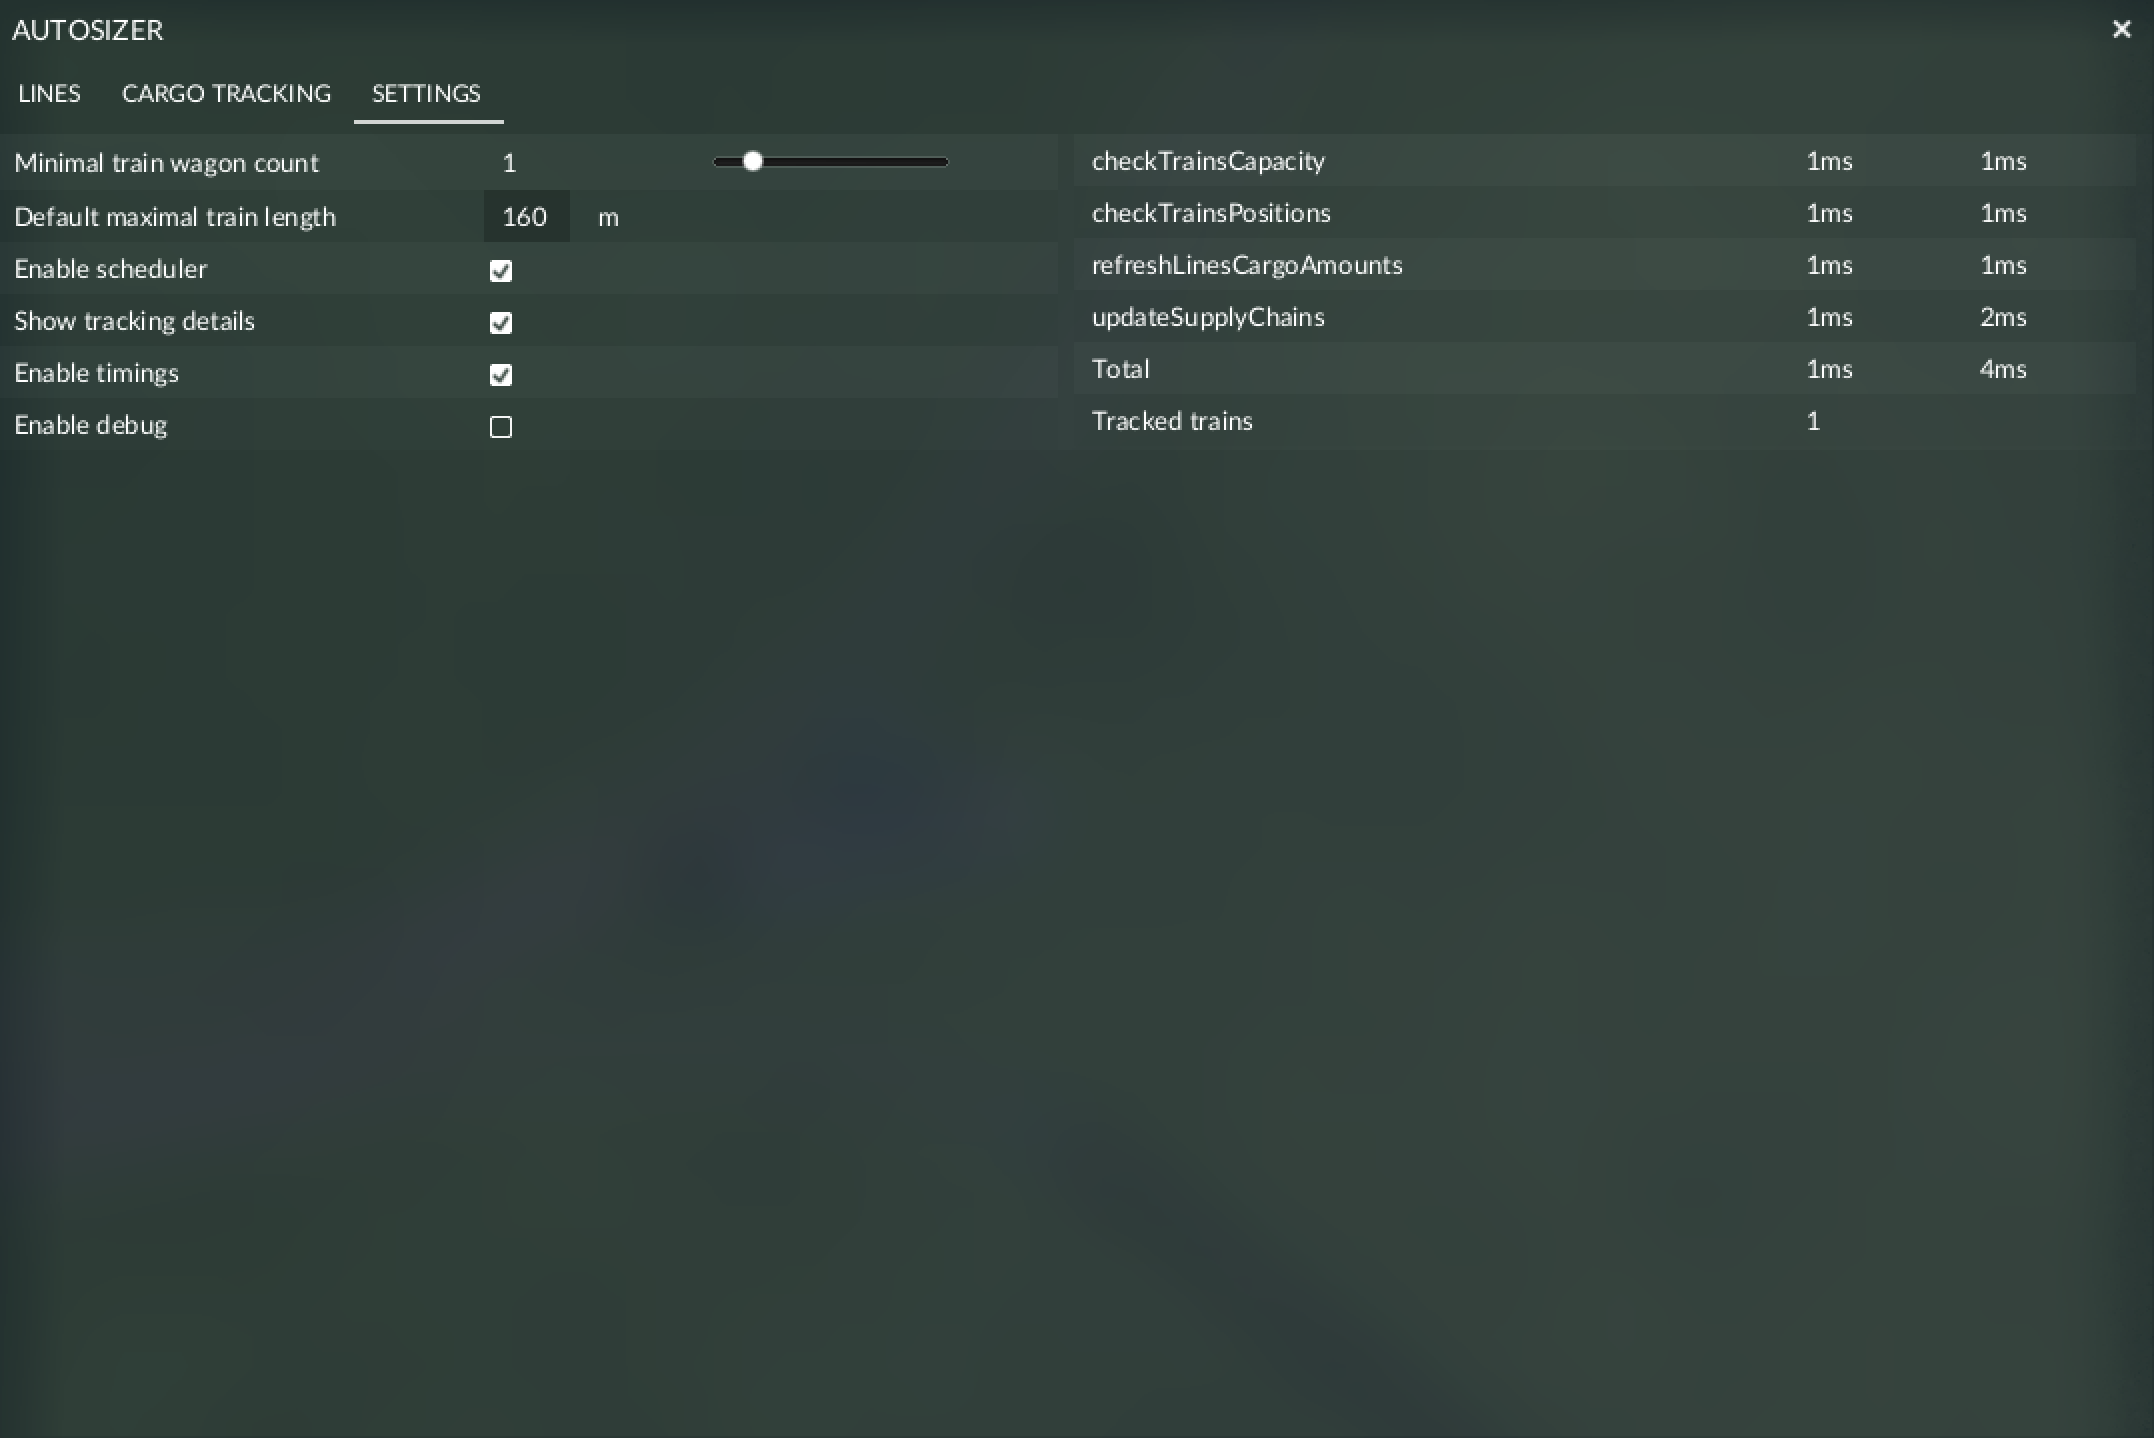 AUTOSIZER
LINES CARGO TRACKING SETTINGS
Minimal train wagon count 1
Default maximal train length 160 m
Enable scheduler
Show tracking details
Enable timings
Enable debug
checkTrainsCapacity 1ms 1ms
checkTrainsPositions 1ms 1ms
refreshLinesCargoAmounts 1ms 1ms
updateSupplyChains 1ms 2ms
Total 1ms 4ms
Tracked trains 1